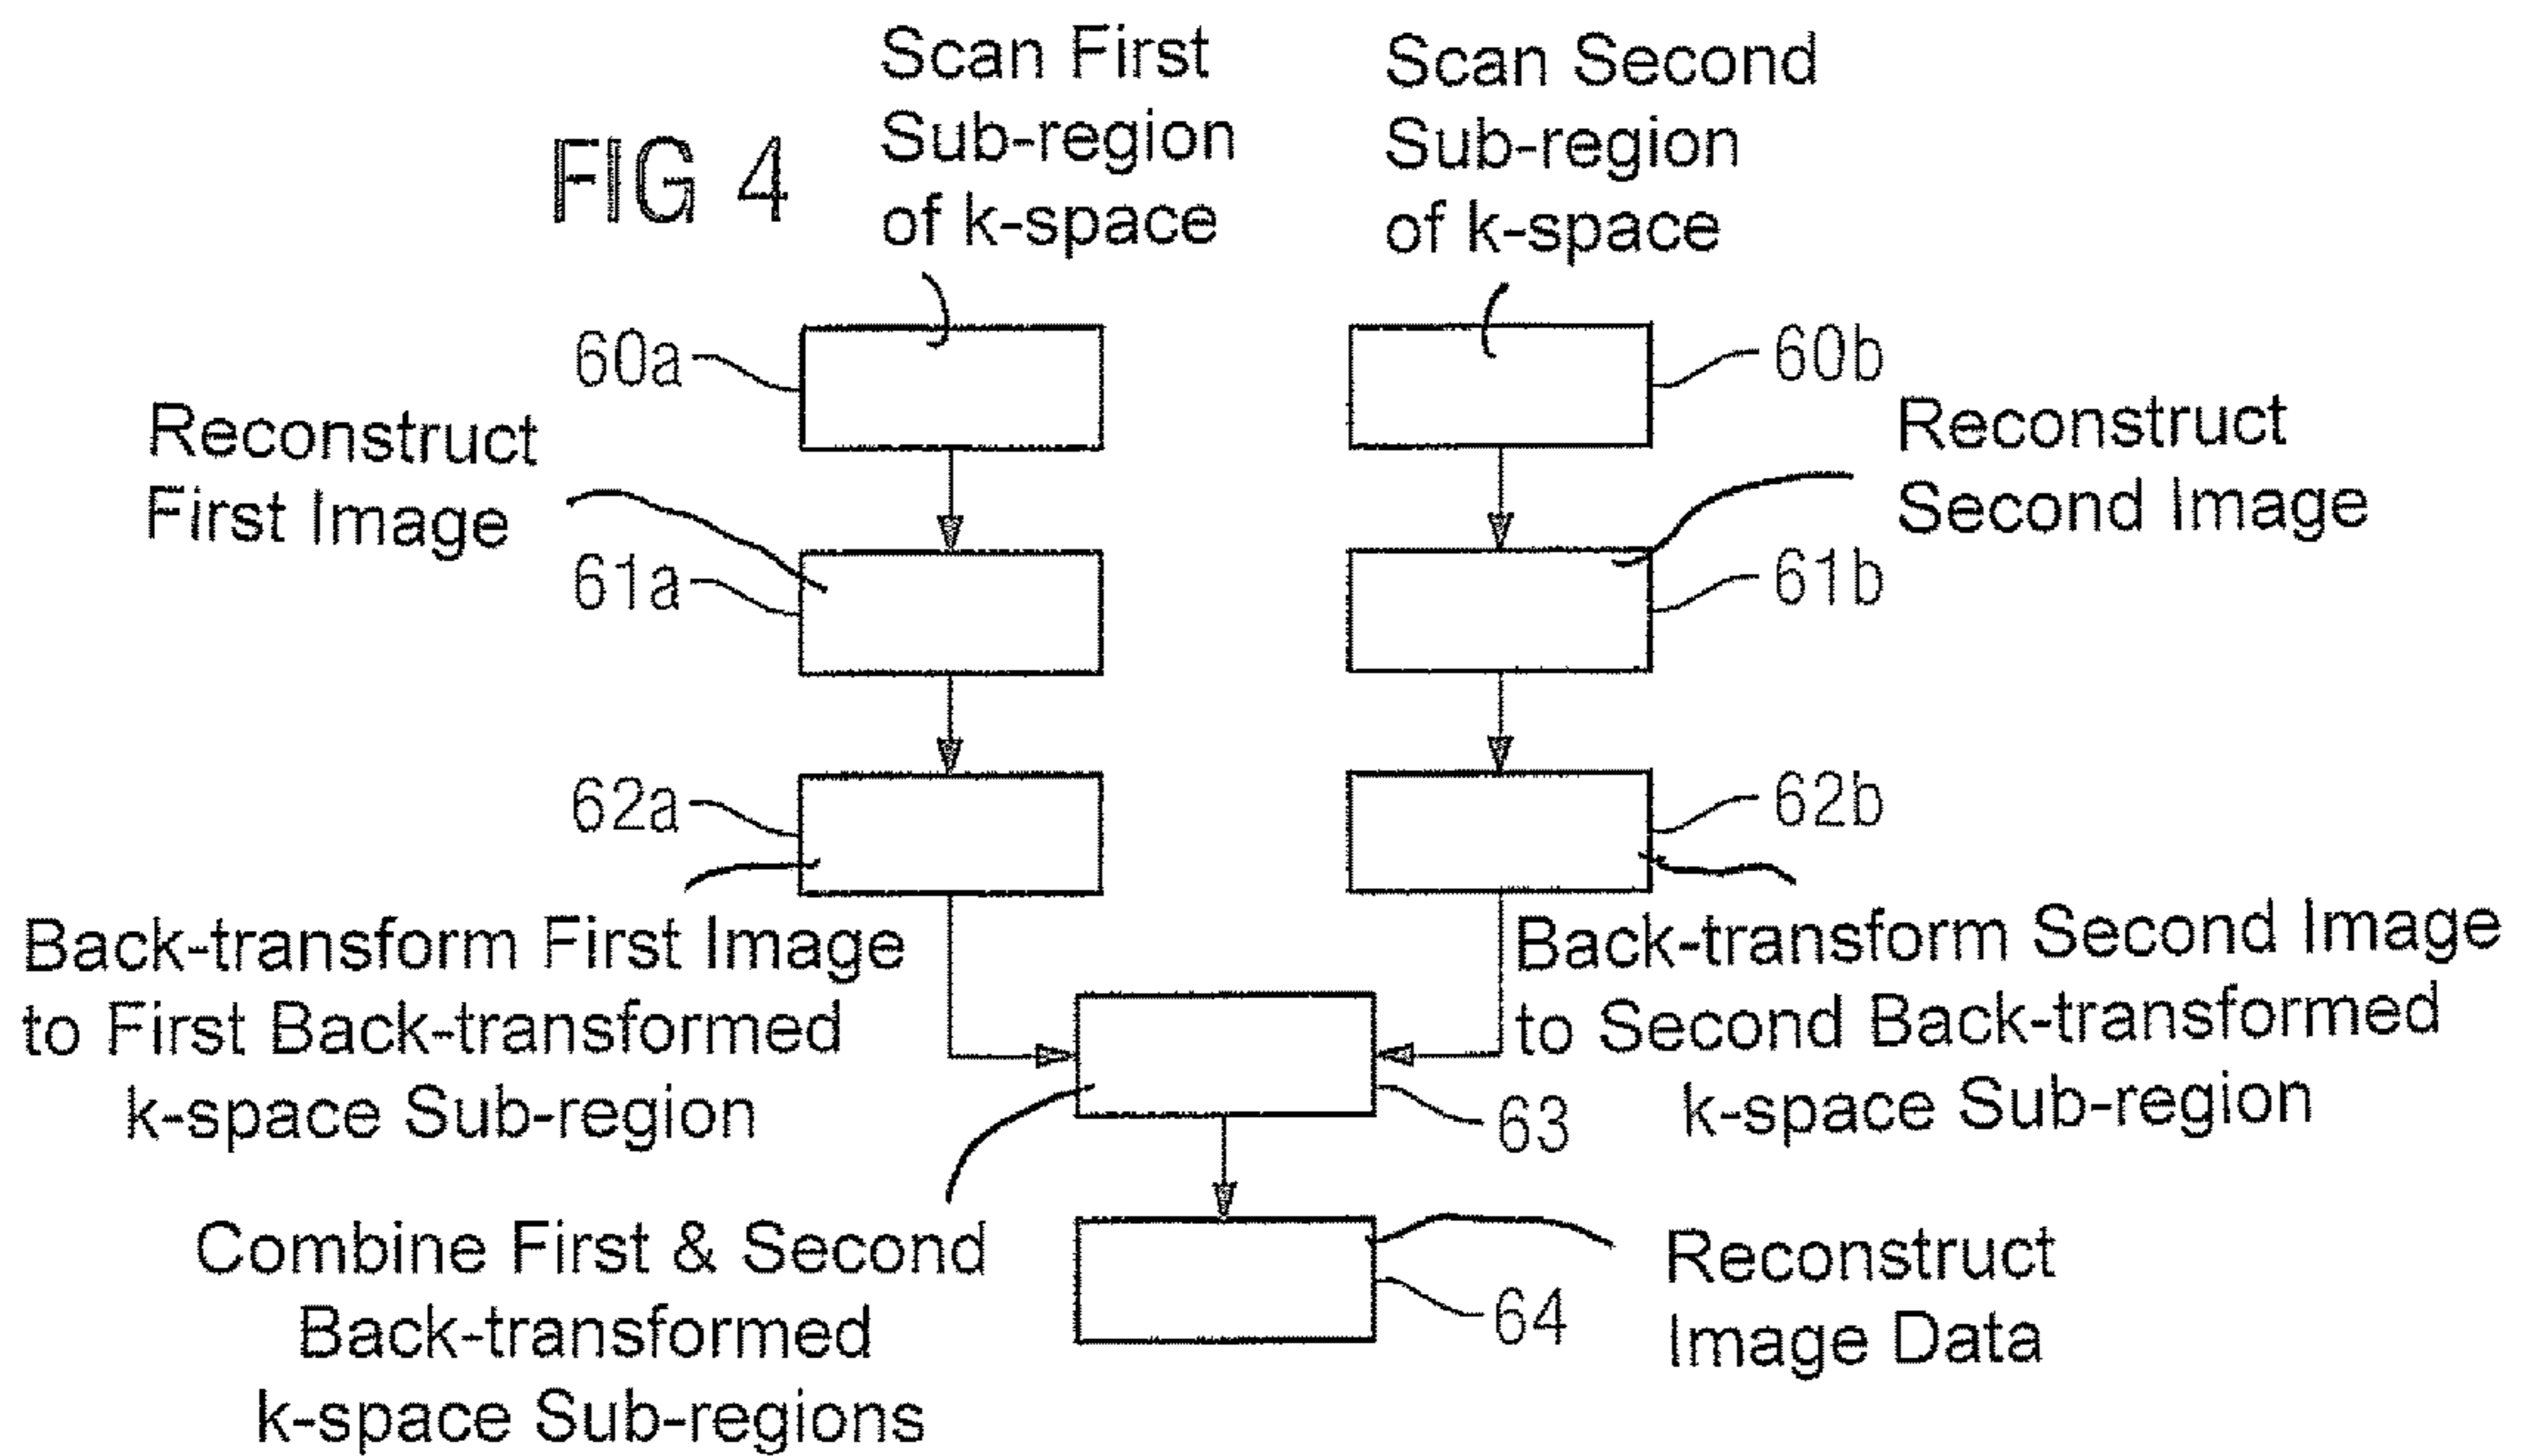 FIG 4
Scan First
Sub-region
of k-space
Scan Second
Sub-region
of k-space
60a
60b
Reconstruct
First Image
Reconstruct
Second Image
61a
61b
62a
62b
Back-transform First Image
to First Back-transformed
k-space Sub-region
Back-transform Second Image
to Second Back-transformed
k-space Sub-region
63
Combine First & Second
Back-transformed
k-space Sub-regions
64
Reconstruct
Image Data